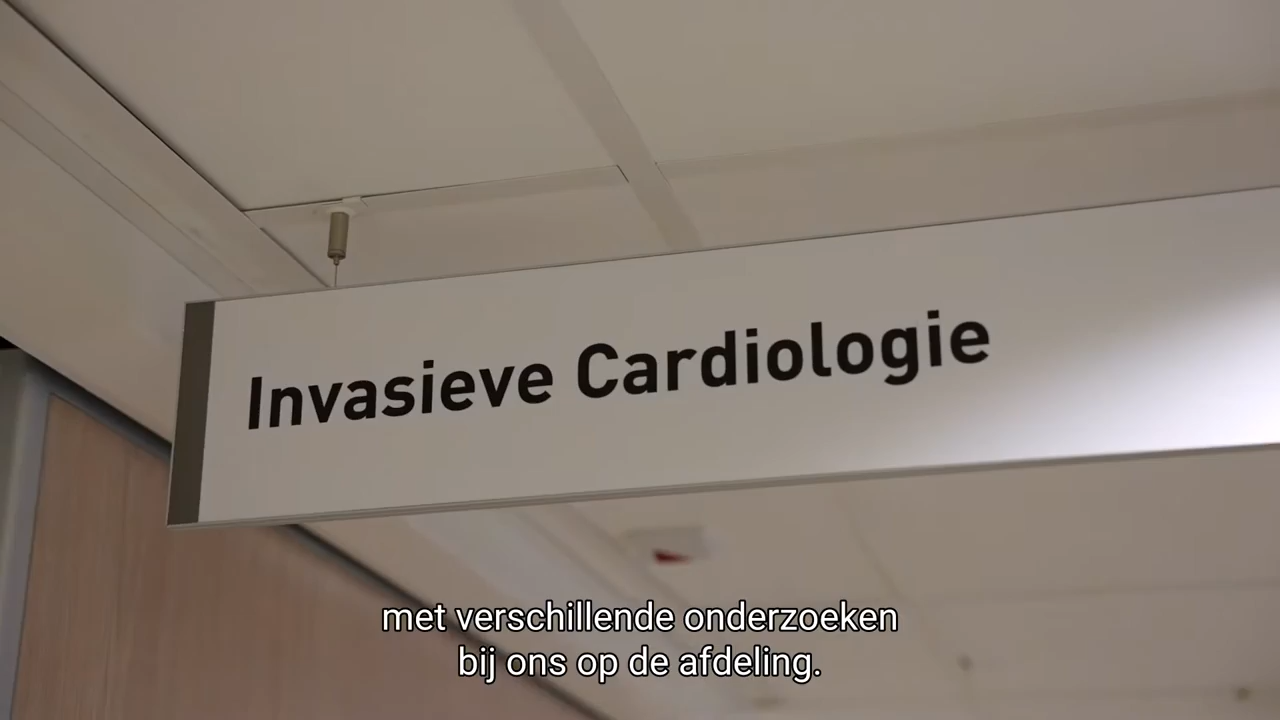 Invasieve Cardiologie
met verschillende onderzoeken
bij ons op de afdeling.